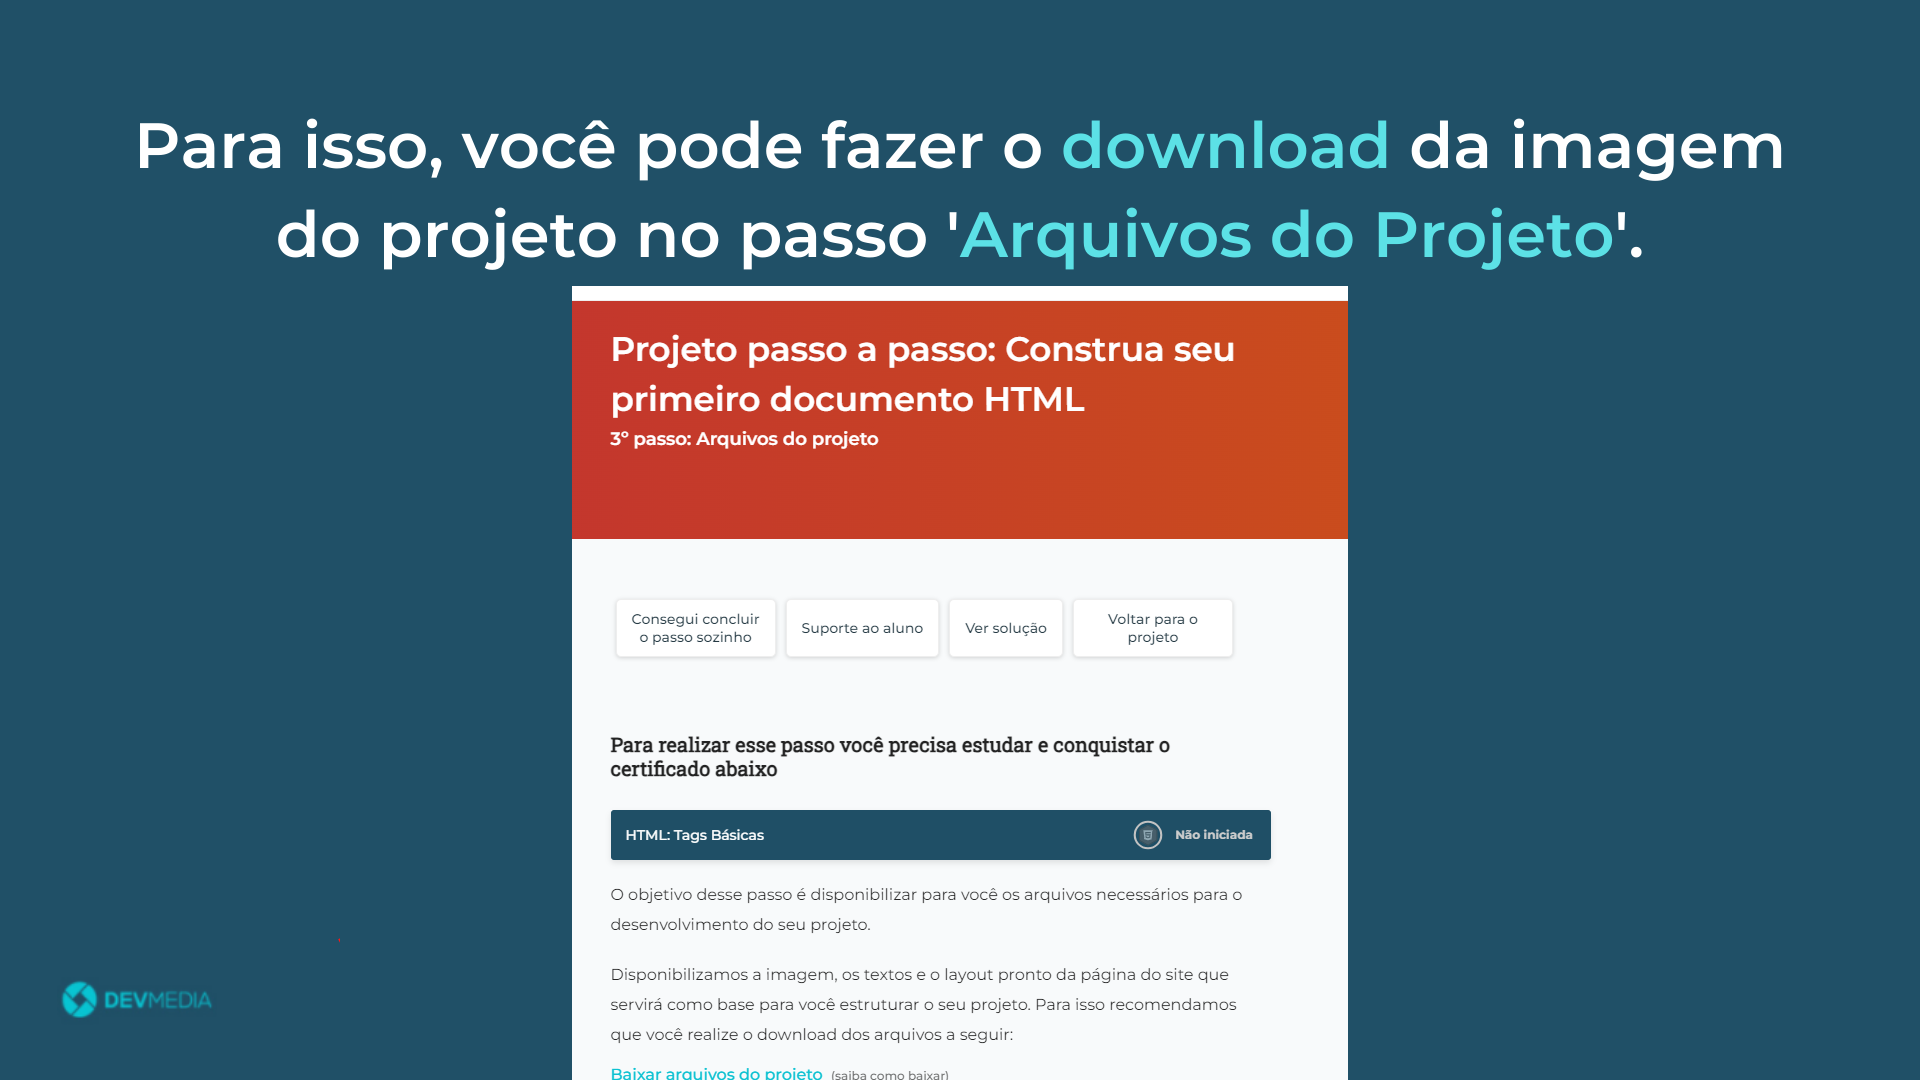 Para isso, você pode fazer o download da imagem
do projeto no passo 'Arquivos do Projeto'.
Projeto passo a passo: Construa seu
primeiro documento HTML
3º passo: Arquivos do projeto
Consegui concluir
o passo sozinho
Suporte ao aluno
Ver solução
Voltar para o
projeto
Para realizar esse passo você precisa estudar e conquistar o
certificado abaixo
HTML: Tags Básicas
Não iniciada
O objetivo desse passo é disponibilizar para você os arquivos necessários para o
desenvolvimento do seu projeto.
Disponibilizamos a imagem, os textos e o layout pronto da página do site que
servirá como base para você estruturar o seu projeto. Para isso recomendamos
que você realize o download dos arquivos a seguir:
Baixar arquivos do projeto (saiba como baixar)
DEVMEDIA